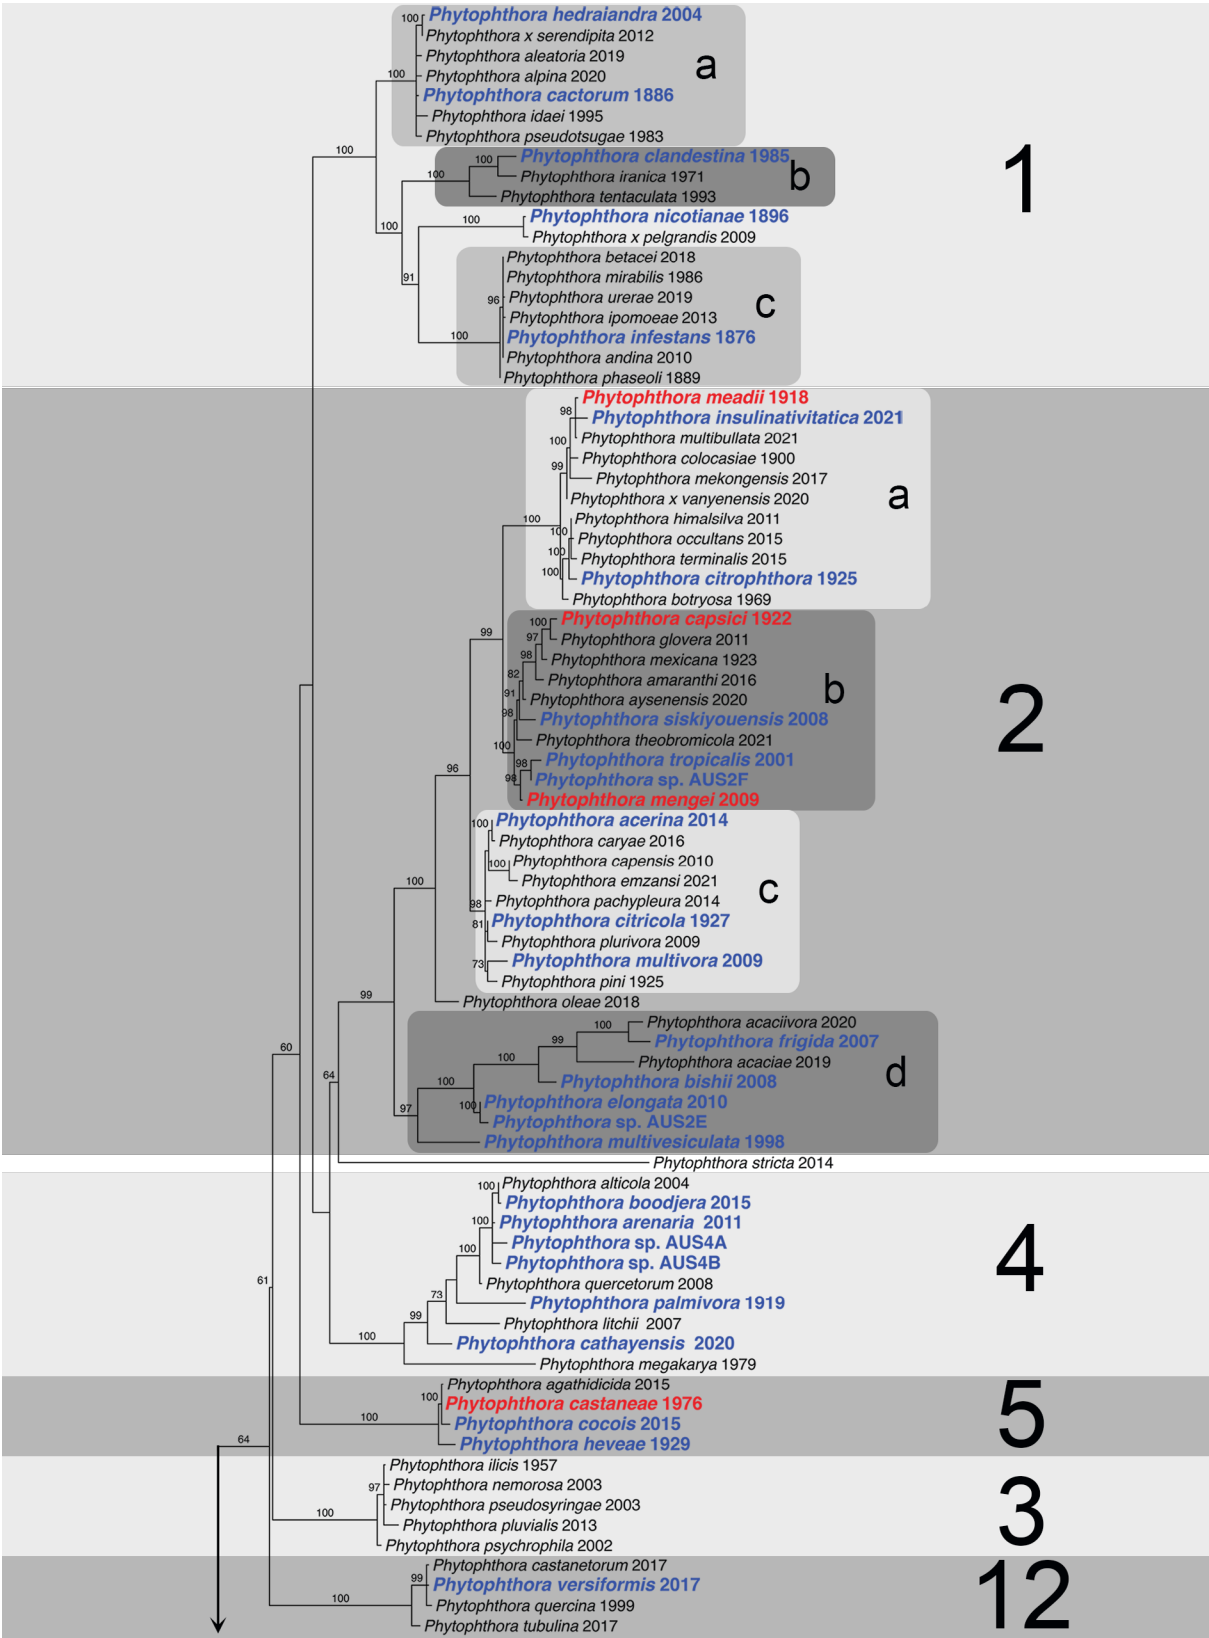 100
Phytophthora hedraiandra 2004
Phytophthora x serendipita 2012
Phytophthora aleatoria 2019
a
100
Phytophthora alpina 2020
Phytophthora cactorum 1886
Phytophthora idaei 1995
Phytophthora pseudotsugae 1983
100
1
100
Phytophthora clandestina 1985
100
Phytophthora iranica 1971
b
Phytophthora tentaculata 1993
100
Phytophthora nicotianae 1896
100
Phytophthora x pelgrandis 2009
Phytophthora betacei 2018
91
Phytophthora mirabilis 1986
96
Phytophthora urerae 2019
c
Phytophthora ipomoeae 2013
100
Phytophthora infestans 1876
Phytophthora andina 2010
Phytophthora phaseoli 1889
Phytophthora meadii 1918
98
Phytophthora insulinativitatica 2021
100
Phytophthora multibullata 2021
Phytophthora colocasiae 1900
99
Phytophthora mekongensis 2017
a
Phytophthora x vanyenensis 2020
100
Phytophthora himalsilva 2011
100
Phytophthora occultans 2015
100
Phytophthora terminalis 2015
100
Phytophthora citrophthora 1925
Phytophthora botryosa 1969
100
Phytophthora capsici 1922
99
97
Phytophthora glovera 2011
98
Phytophthora mexicana 1923
82
Phytophthora amaranthi 2016
b
91
Phytophthora aysenensis 2020
98
Phytophthora siskiyouensis 2008
2
100
Phytophthora theobromicola 2021
98
Phytophthora tropicalis 2001
96
98
Phytophthora sp. AUS2F
Phytophthora mengei 2009
100
Phytophthora acerina 2014
Phytophthora caryae 2016
100
Phytophthora capensis 2010
Phytophthora emzansi 2021
c
100
98
Phytophthora pachypleura 2014
81
Phytophthora citricola 1927
Phytophthora plurivora 2009
73
Phytophthora multivora 2009
Phytophthora pini 1925
99
Phytophthora oleae 2018
100
Phytophthora acaciivora 2020
99
Phytophthora frigida 2007
100
Phytophthora acaciae 2019
d
64
100
Phytophthora bishii 2008
97
100
Phytophthora elongata 2010
Phytophthora sp. AUS2E
Phytophthora multivesiculata 1998
60
Phytophthora stricta 2014
100
Phytophthora alticola 2004
Phytophthora boodjera 2015
100
Phytophthora arenaria 2011
100
Phytophthora sp. AUS4A
Phytophthora sp. AUS4B
4
61
Phytophthora quercetorum 2008
73
Phytophthora palmivora 1919
99
Phytophthora litchii 2007
100
Phytophthora cathayensis 2020
Phytophthora megakarya 1979
100
Phytophthora agathidicida 2015
Phytophthora castaneae 1976
5
100
Phytophthora cocois 2015
64
Phytophthora heveae 1929
Phytophthora ilicis 1957
97
Phytophthora nemorosa 2003
100
Phytophthora pseudosyringae 2003
3
Phytophthora pluvialis 2013
Phytophthora psychrophila 2002
Phytophthora castanetorum 2017
99
Phytophthora versiformis 2017
12
100
Phytophthora quercina 1999
Phytophthora tubulina 2017